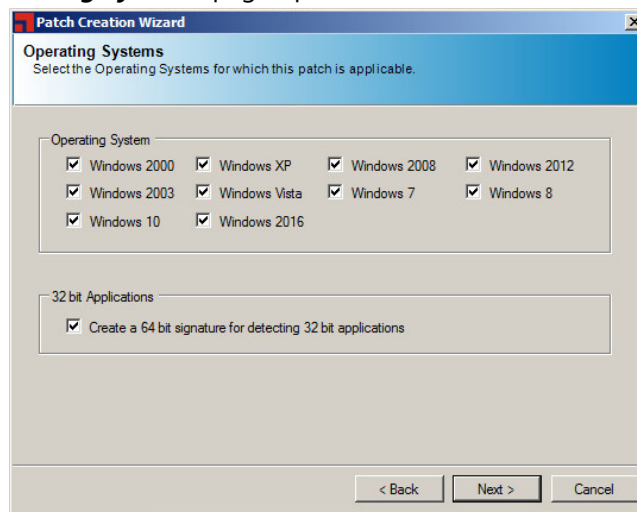 Patch Creation Wizard
Operating Systems
Select the Operating Systems for which this patch is applicable.
Operating System
Windows 2000 Windows XP Windows 2008 Windows 2012
Windows 2003 Windows Vista Windows 7 Windows 8
Windows 10 Windows 2016
32 bit Applications
Create a 64 bit signature for detecting 32 bit applications
< Back Next > Cancel